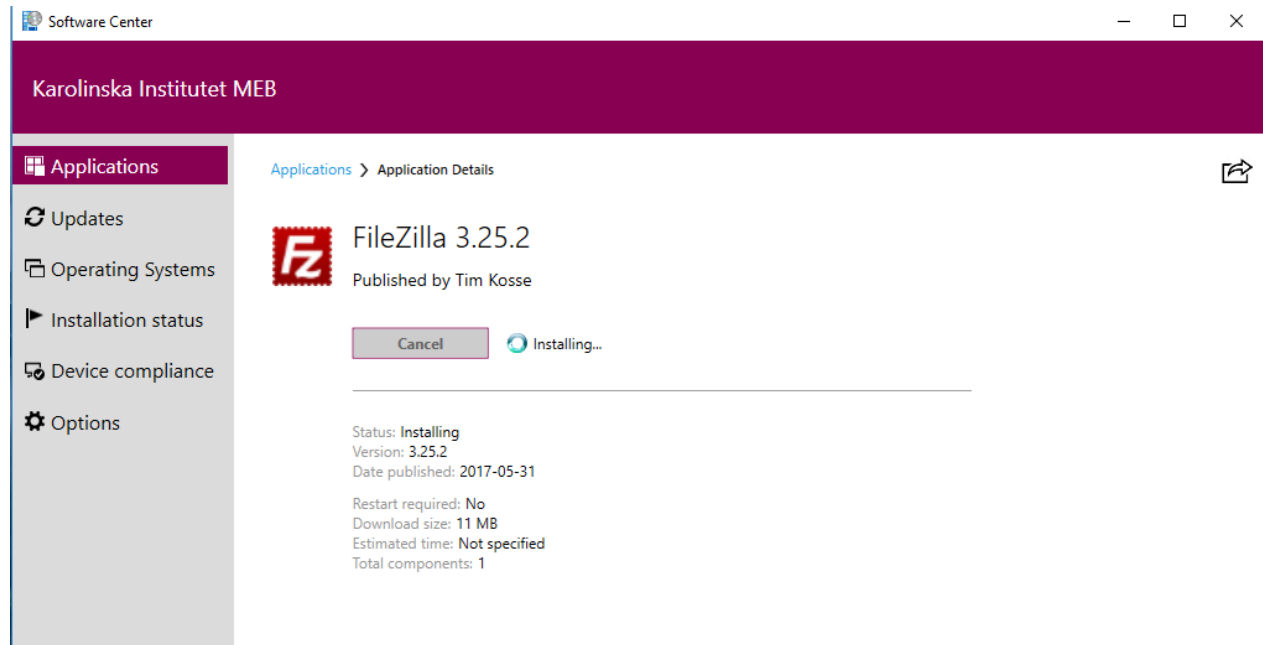 Software Center
Karolinska Institutet MEB
Applications
Updates
Operating Systems
Installation status
Device compliance
Options
Applications ❯ Application Details
Fz
FileZilla 3.25.2
Published by Tim Kosse
Cancel Installing...
Status: Installing
Version: 3.25.2
Date published: 2017-05-31
Restart required: No
Download size: 11 MB
Estimated time: Not specified
Total components: 1